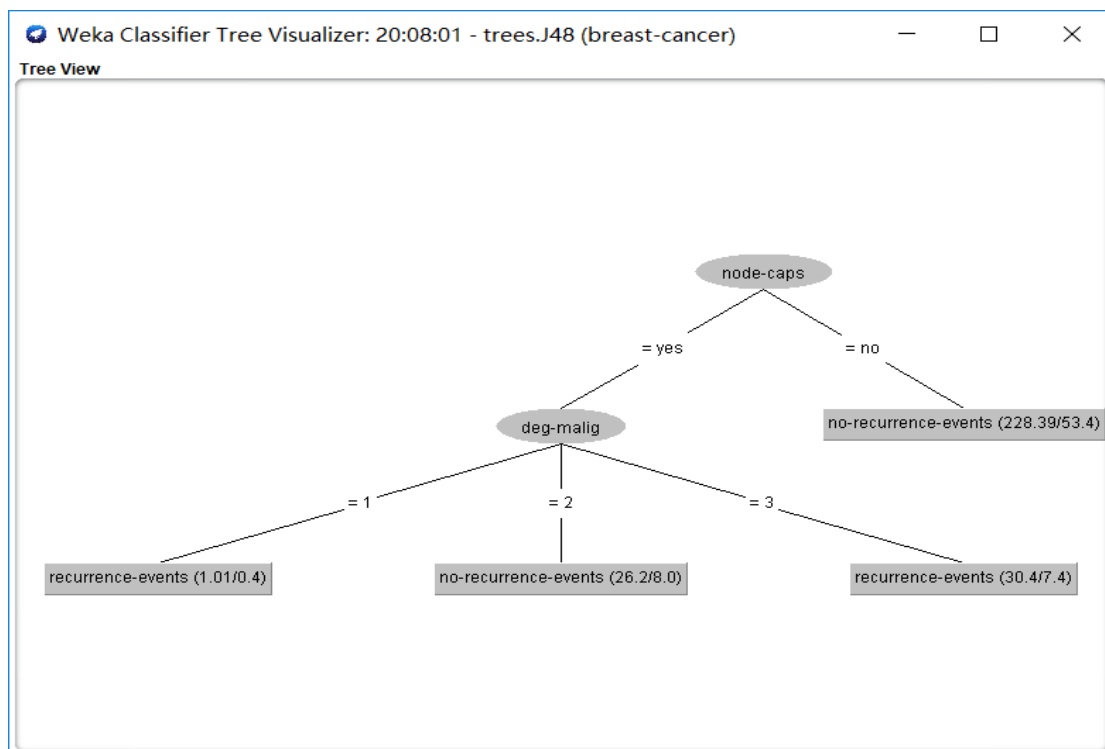 Weka Classifier Tree Visualizer: 20:08:01 - trees.J48 (breast-cancer)
Tree View
node-caps
= yes
= no
deg-malig
no-recurrence-events (228.39/53.4)
= 1
= 2
= 3
recurrence-events (1.01/0.4)
no-recurrence-events (26.2/8.0)
recurrence-events (30.4/7.4)